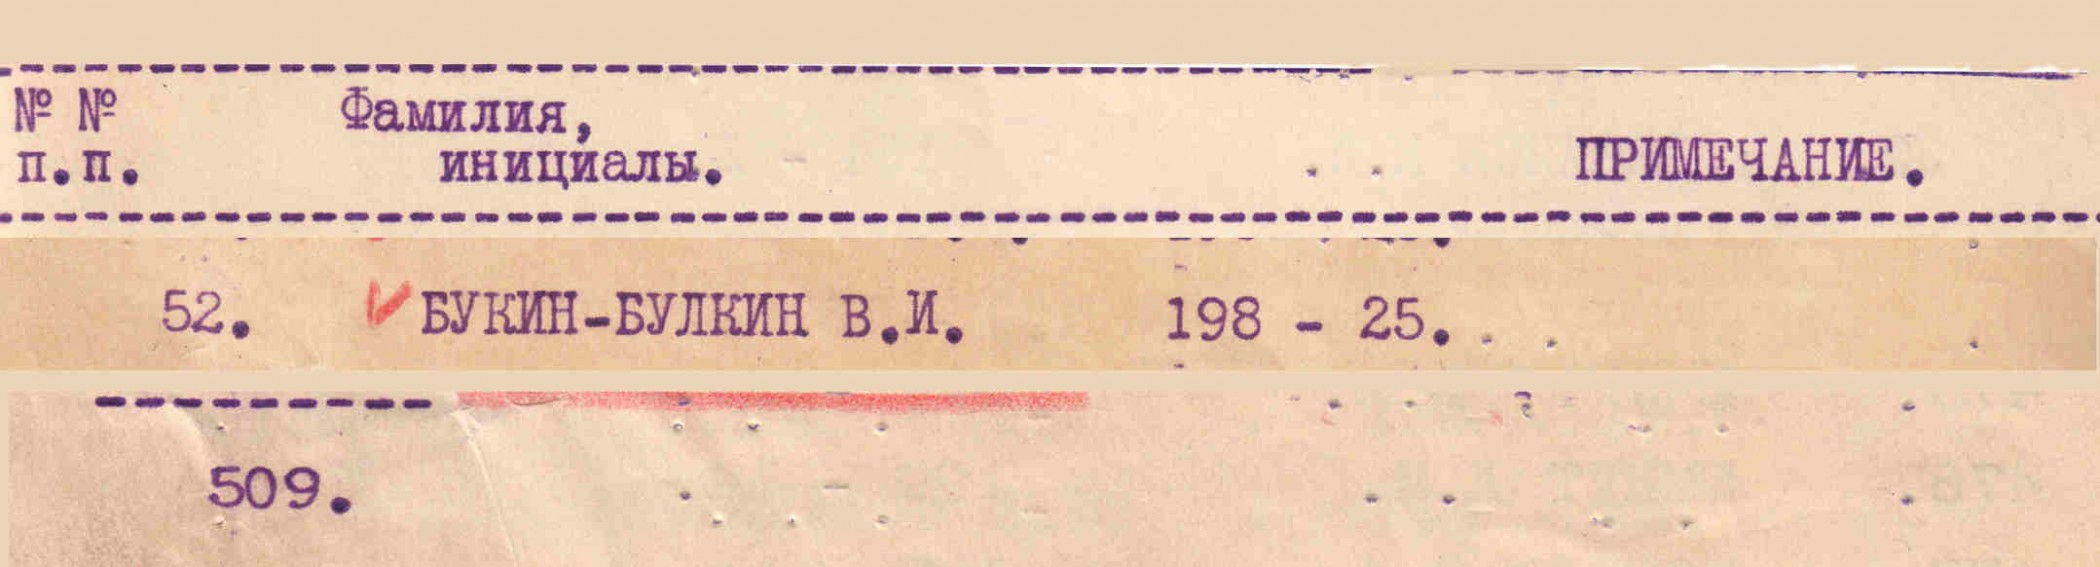 № № Фамилия,
п.п. инициалы. ПРИМЕЧАНИЕ.
52. БУКИН-БУЛКИН В.И. 198 - 25.
509.